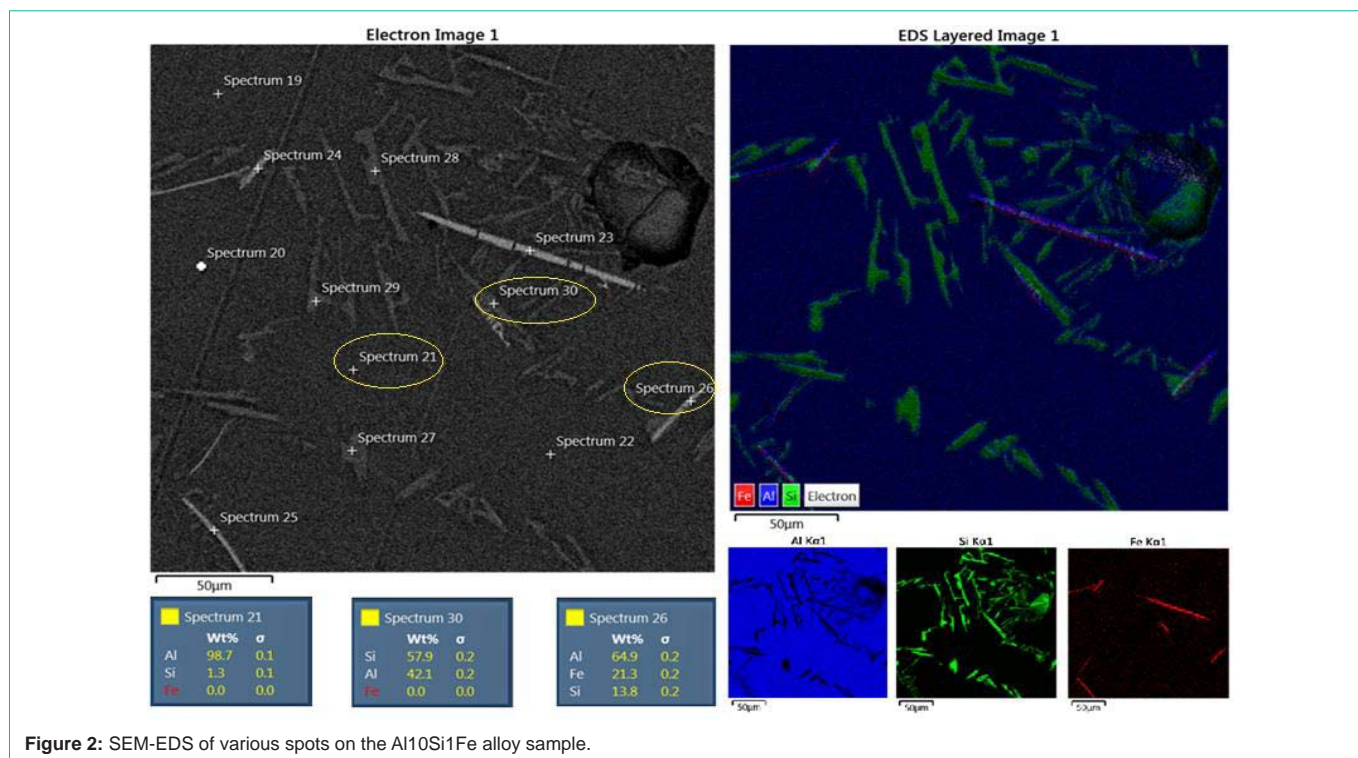 Electron Image 1
Spectrum 19
Spectrum 24
Spectrum 28
Spectrum 23
Spectrum 20
Spectrum 29
Spectrum 30
Spectrum 21
Spectrum 26
Spectrum 27
Spectrum 22
Spectrum 25
50µm
Spectrum 21
Wt% σ
Al 98.7 0.1
Si 1.3 0.1
Fe 0.0 0.0
Spectrum 30
Wt% σ
Si 57.9 0.2
Al 42.1 0.2
Fe 0.0 0.0
Spectrum 26
Wt% σ
Al 64.9 0.2
Fe 21.3 0.2
Si 13.8 0.2
EDS Layered Image 1
Fe Al Si Electron
50µm
Al Kα1
50µm
Si Kα1
50µm
Fe Kα1
50µm
Figure 2: SEM-EDS of various spots on the Al10Si1Fe alloy sample.